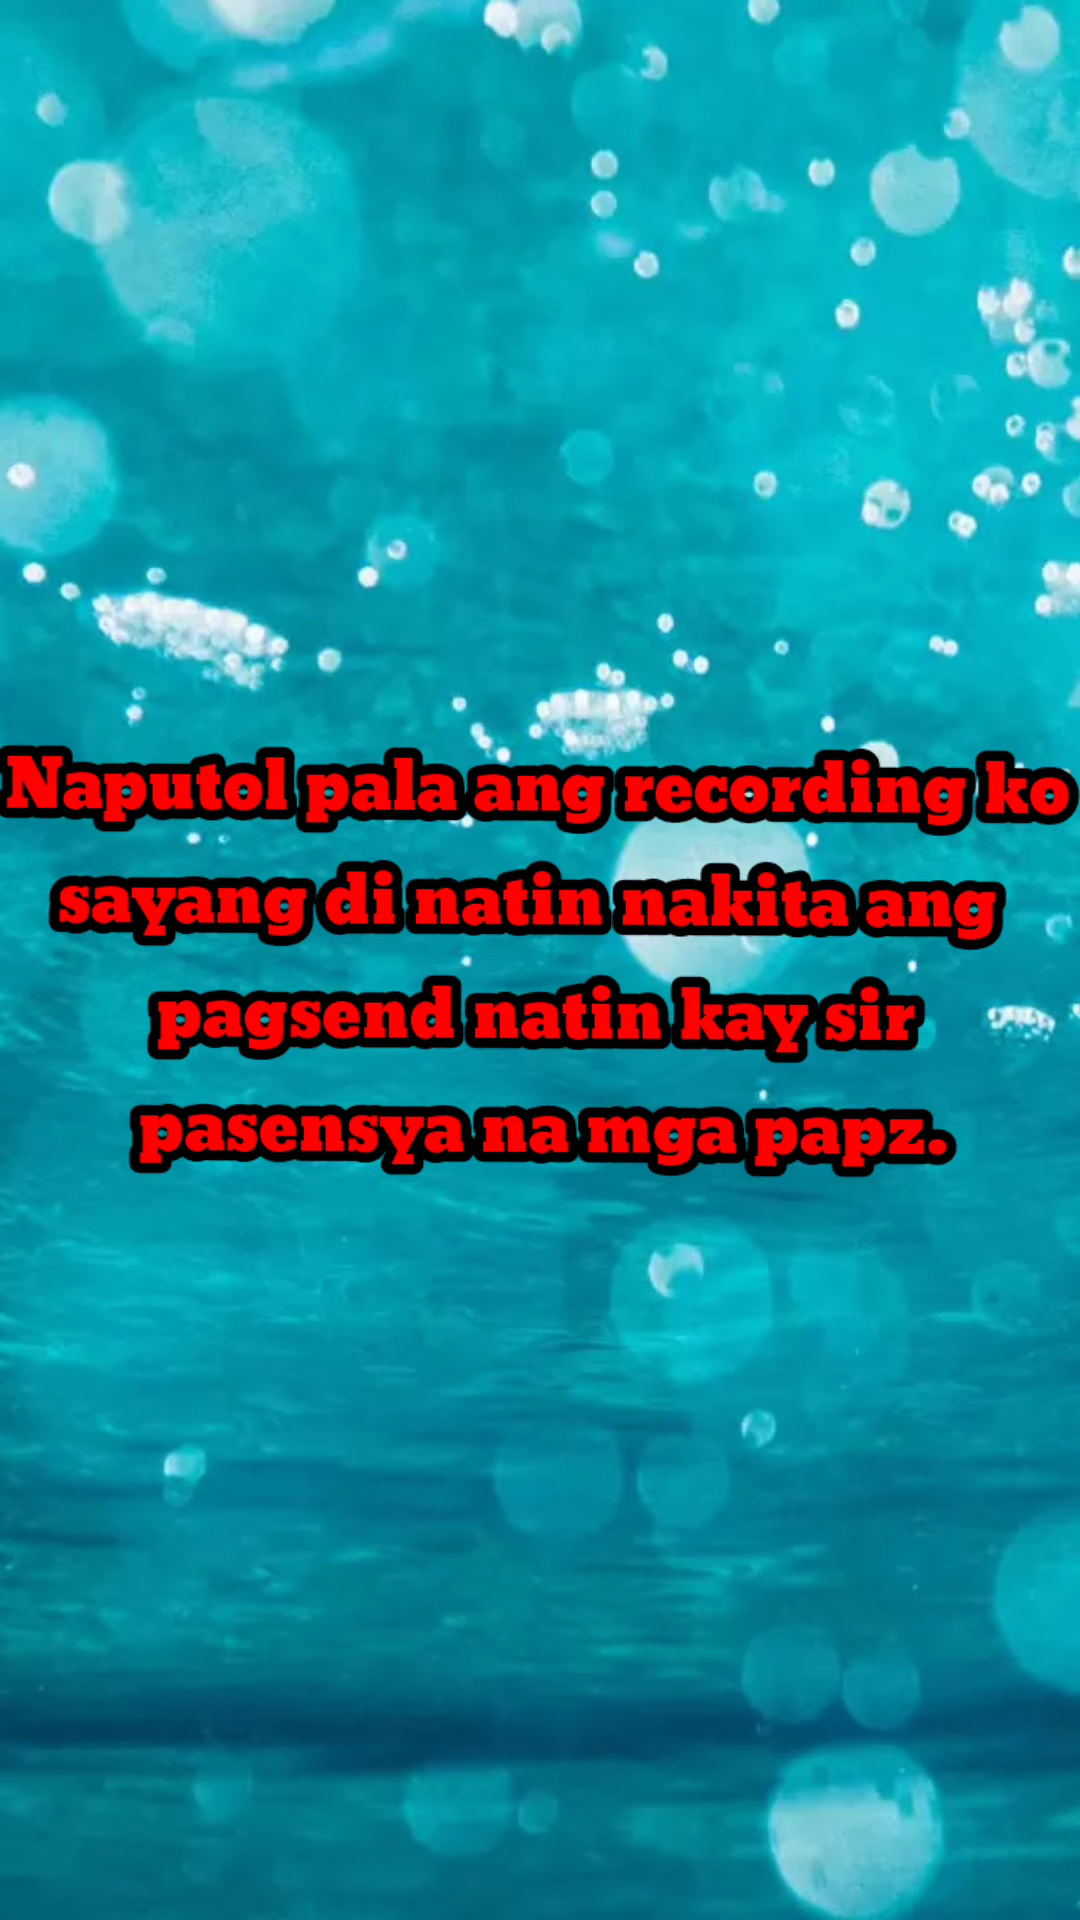 Naputol pala ang recording ko
sayang di natin nakita ang
pagsend natin kay sir
pasensya na mga papz.